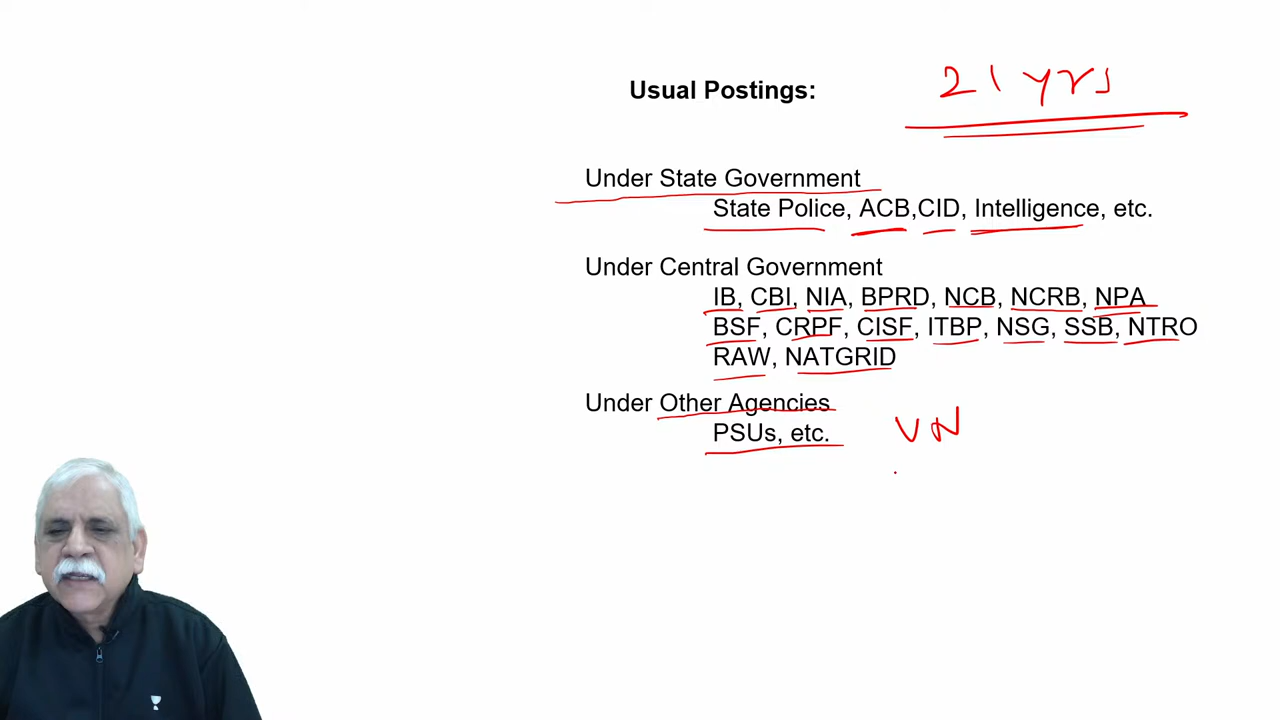 Usual Postings: 21 yrs
Under State Government
State Police, ACB,CID, Intelligence, etc.
Under Central Government
IB, CBI, NIA, BPRD, NCB, NCRB, NPA
BSF, CRPF, CISF, ITBP, NSG, SSB, NTRO
RAW, NATGRID
Under Other Agencies
PSUs, etc. UN